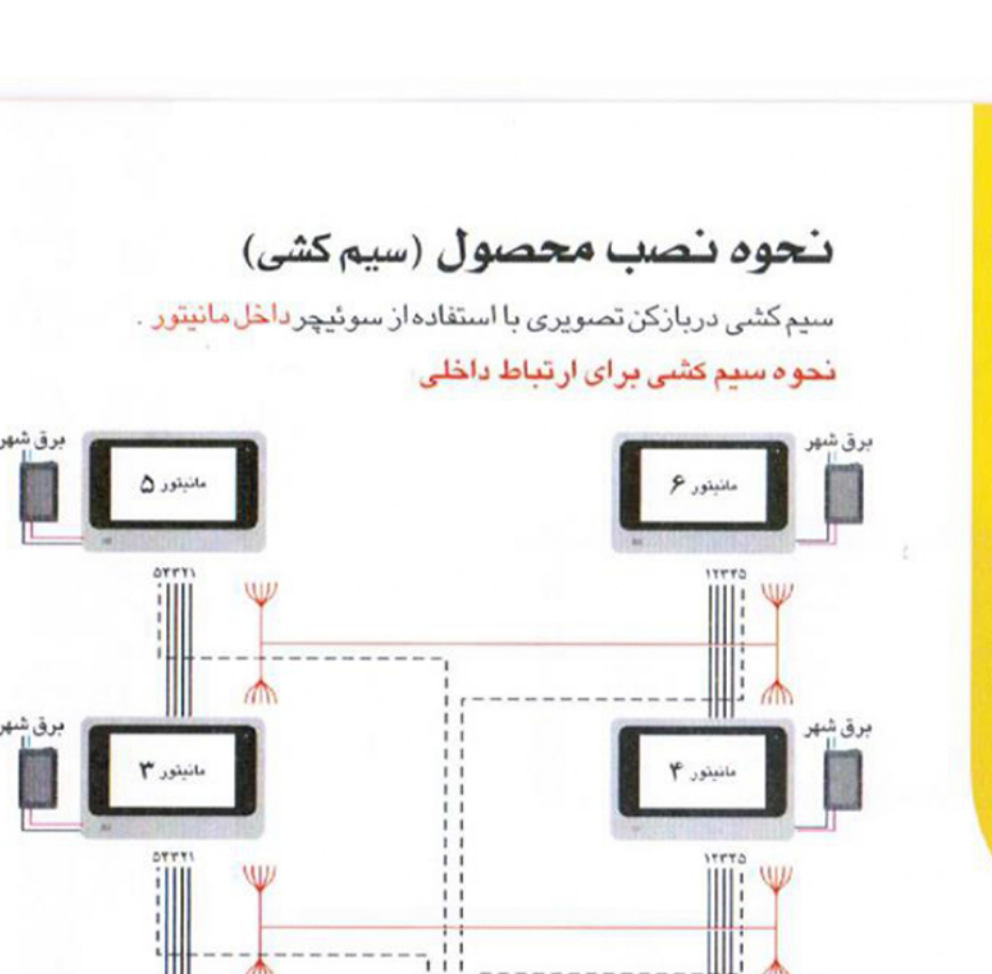 نحوه نصب محصول (سیم کشی)
سیم کشی دربازکن تصویری با استفاده از سوئیچر داخل مانیتور .
نحوه سیم کشی برای ارتباط داخلی
برق شهر
مانیتور ۶
مانیتور ۵
برق شهر
۱۲۳۴۵
۵۴۳۲۱
برق شهر
مانیتور ۴
مانیتور ۳
برق شهر
۱۲۳۴۵
۵۴۳۲۱